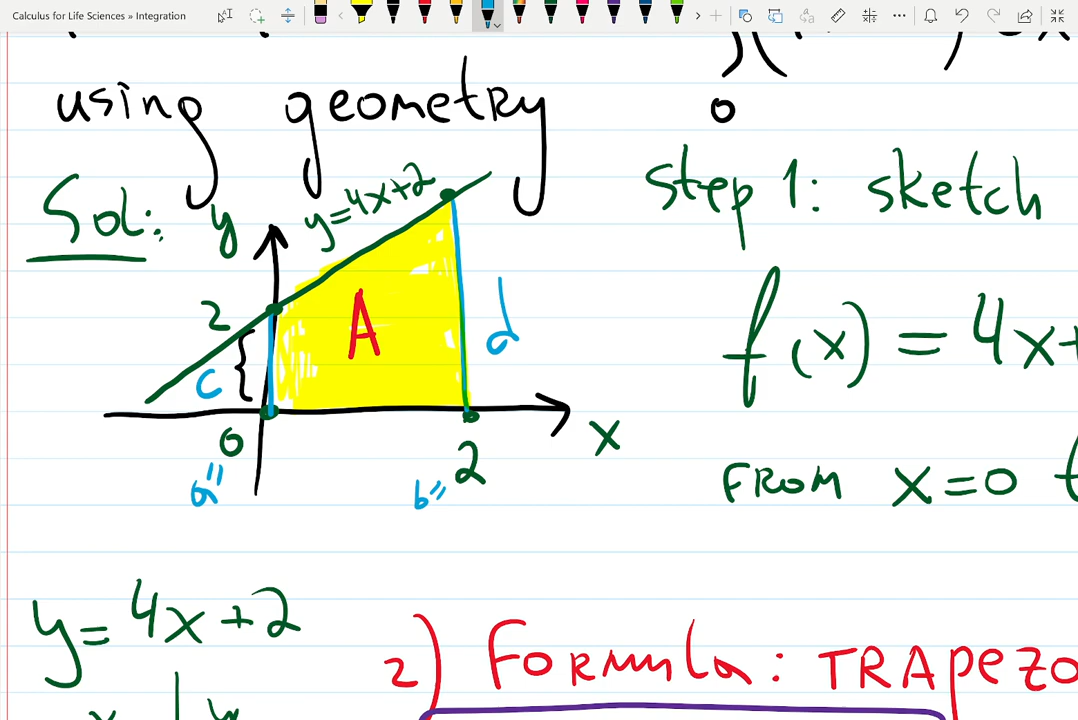 Calculus for Life Sciences » Integration
using geometry
0
Sol:
step 1: sketch
y
y=4x+2
2
A
d
f(x) = 4x+
c
0
2
x
a=
b=
FROM x=0
y=4x+2
2) Formula: TRAPEZO
x y